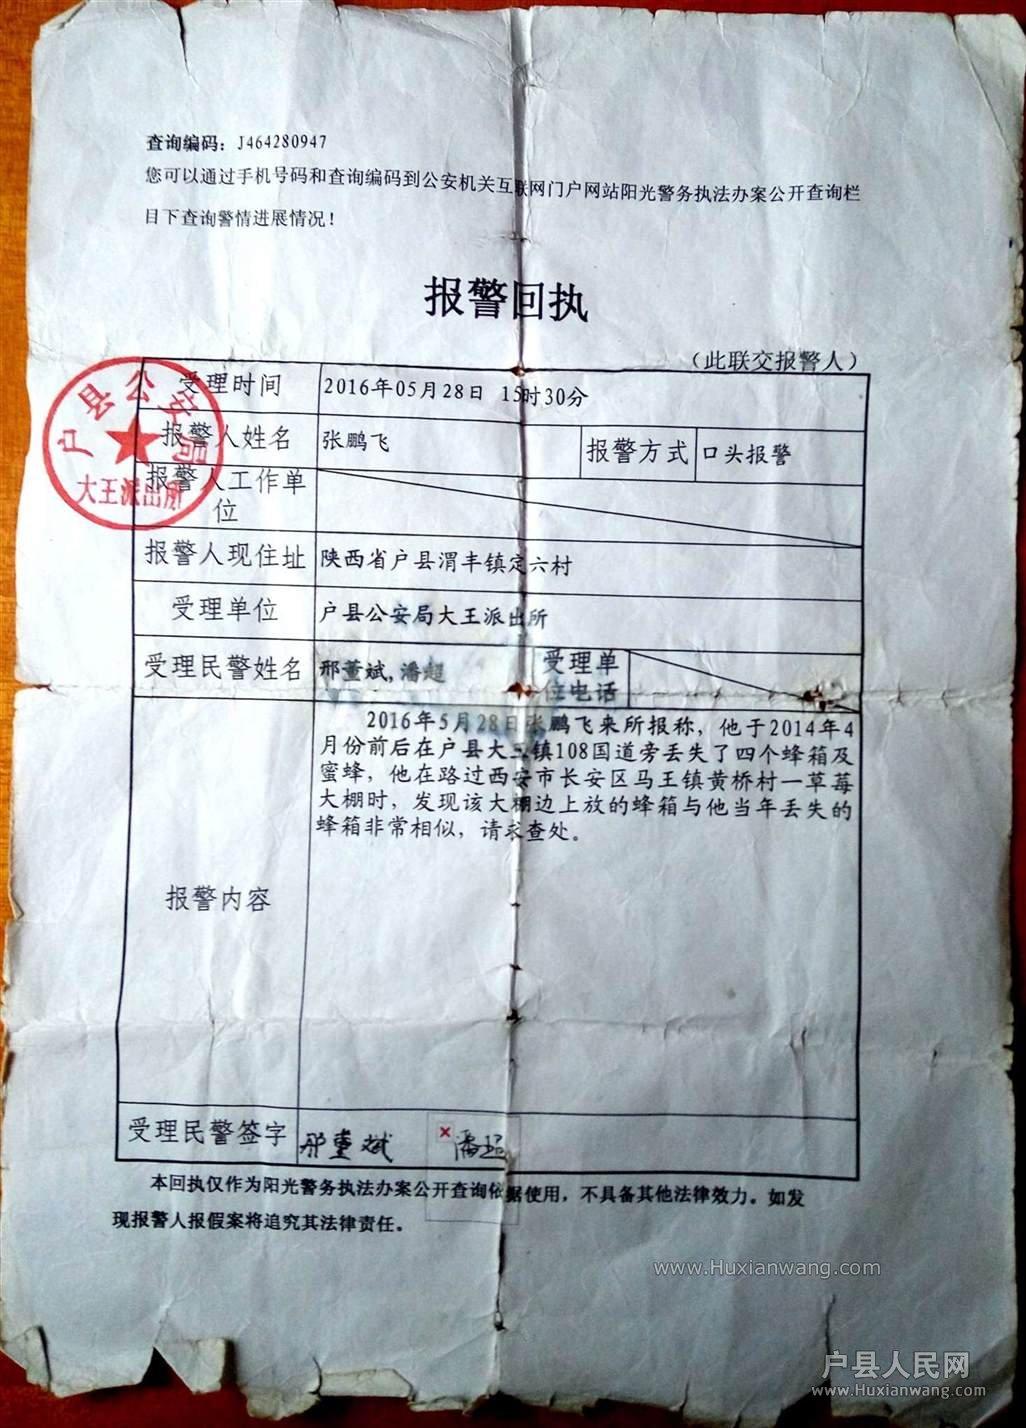 查询编码：J464280947
您可以通过手机号码和查询编码到公安机关互联网门户网站阳光警务执法办案公开查询栏
目下查询警情进展情况！
报警回执
（此联交报警人）
受理时间 2016年05月28日 15时30分
户县公安局
大王派出所
报警人姓名 张鹏飞 报警方式 口头报警
报警人工作单
位
报警人现住址 陕西省户县渭丰镇定六村
受理单位 户县公安局大王派出所
受理民警姓名 邢董斌,潘超 受理单
位电话
报警内容
2016年5月28日张鹏飞来所报称，他于2014年4
月份前后在户县大王镇108国道旁丢失了四个蜂箱及
蜜蜂，他在路过西安市长安区马王镇黄桥村一草莓
大棚时，发现该大棚边上放的蜂箱与他当年丢失的
蜂箱非常相似，请求查处。
受理民警签字 邢董斌 潘超
本回执仅作为阳光警务执法办案公开查询依据使用，不具备其他法律效力。如发
现报警人报假案将追究其法律责任。
www.Huxianwang.com
户县人民网
www.Huxianwang.com